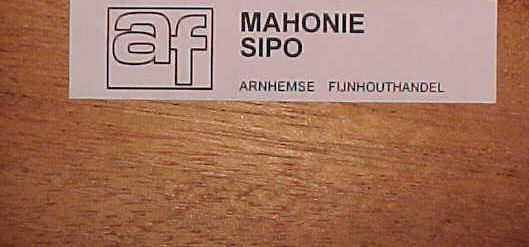 af
MAHONIE
SIPO
ARNHEMSE FIJNHOUTHANDEL